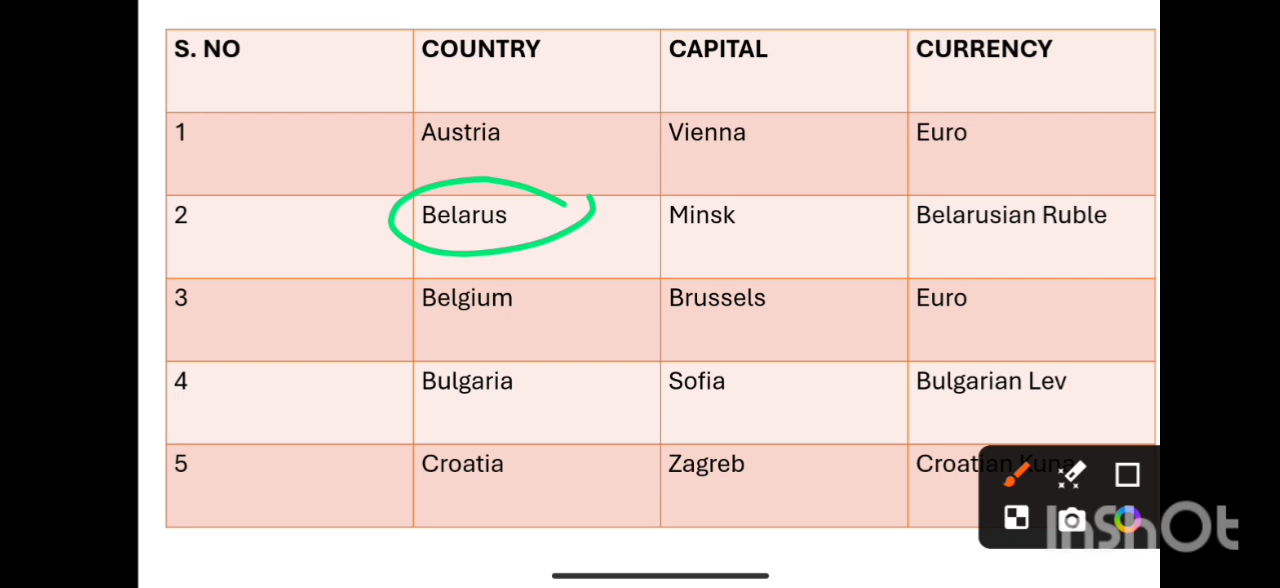 S. NO COUNTRY CAPITAL CURRENCY
1 Austria Vienna Euro
2 Belarus Minsk Belarusian Ruble
3 Belgium Brussels Euro
4 Bulgaria Sofia Bulgarian Lev
5 Croatia Zagreb Croatian Kuna
InShOt